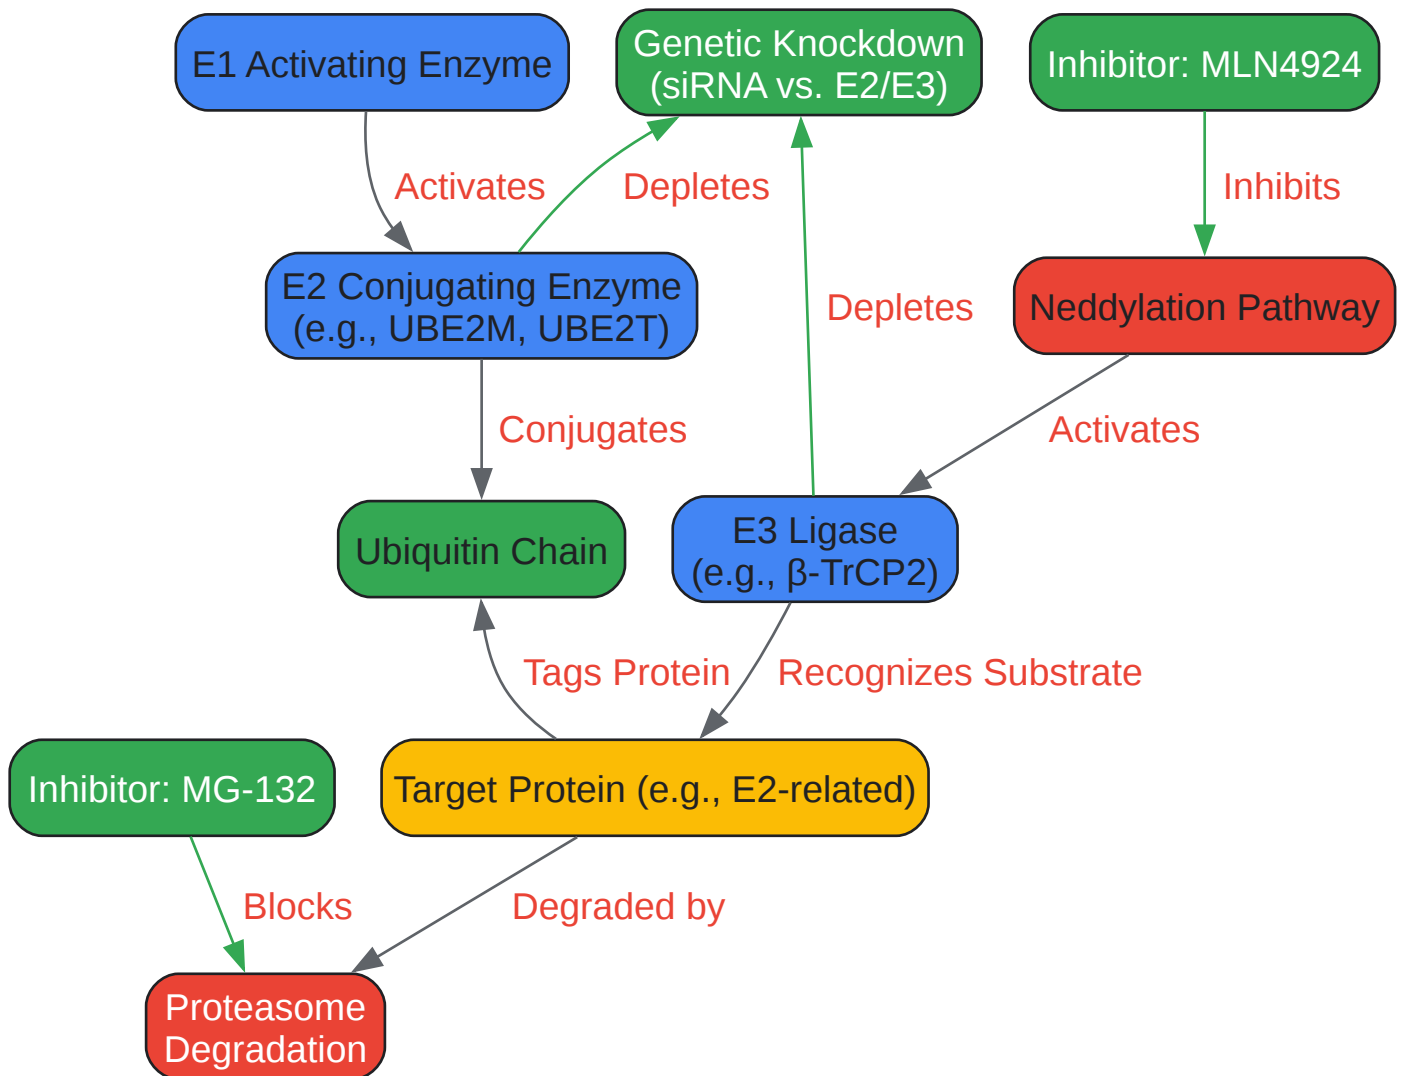 E1 Activating Enzyme
Genetic Knockdown
(siRNA vs. E2/E3)
Inhibitor: MLN4924
Activates
Depletes
Inhibits
E2 Conjugating Enzyme
(e.g., UBE2M, UBE2T)
Depletes
Neddylation Pathway
Conjugates
Activates
Ubiquitin Chain
E3 Ligase
(e.g., β-TrCP2)
Tags Protein
Recognizes Substrate
Inhibitor: MG-132
Target Protein (e.g., E2-related)
Blocks
Degraded by
Proteasome
Degradation